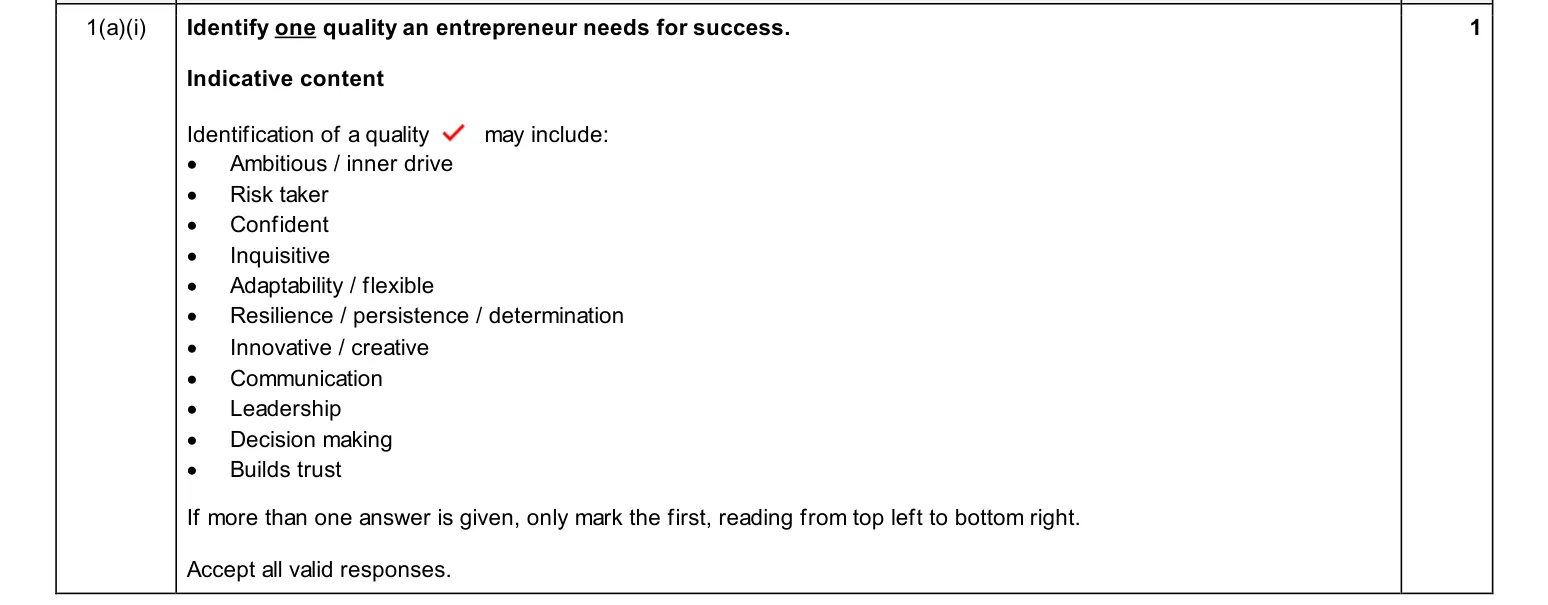 1(a)(i) Identify one quality an entrepreneur needs for success. 1
Indicative content
Identification of a quality ✓ may include:
• Ambitious / inner drive
• Risk taker
• Confident
• Inquisitive
• Adaptability / flexible
• Resilience / persistence / determination
• Innovative / creative
• Communication
• Leadership
• Decision making
• Builds trust
If more than one answer is given, only mark the first, reading from top left to bottom right.
Accept all valid responses.